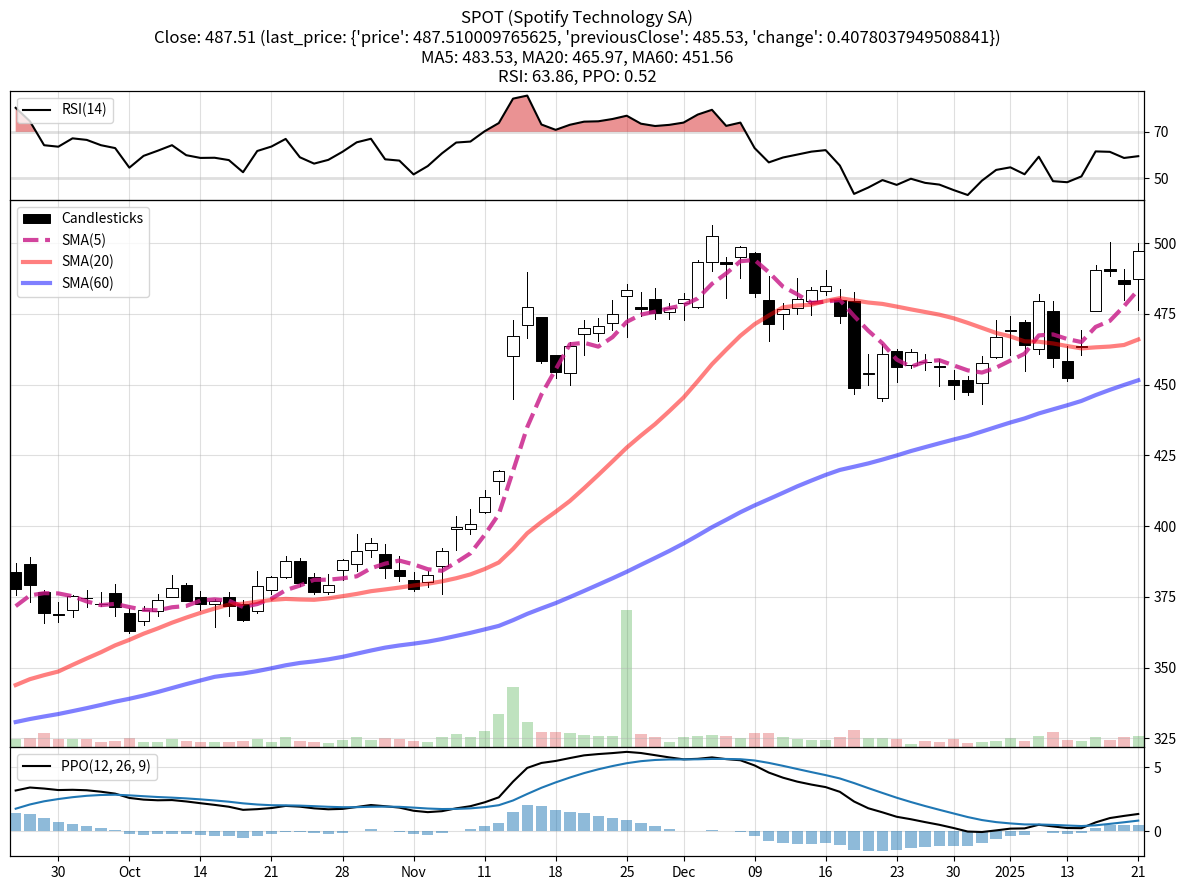 SPOT (Spotify Technology SA)
Close: 487.51 (last_price: {'price': 487.510009765625, 'previousClose': 485.53, 'change': 0.4078037949508841})
MA5: 483.53, MA20: 465.97, MA60: 451.56
RSI: 63.86, PPO: 0.52
RSI(14)
70
50
Candlesticks
SMA(5)
SMA(20)
SMA(60)
500
475
450
425
400
375
350
325
PPO(12, 26, 9)
5
0
30 Oct 14 21 28 Nov 11 18 25 Dec 09 16 23 30 2025 13 21